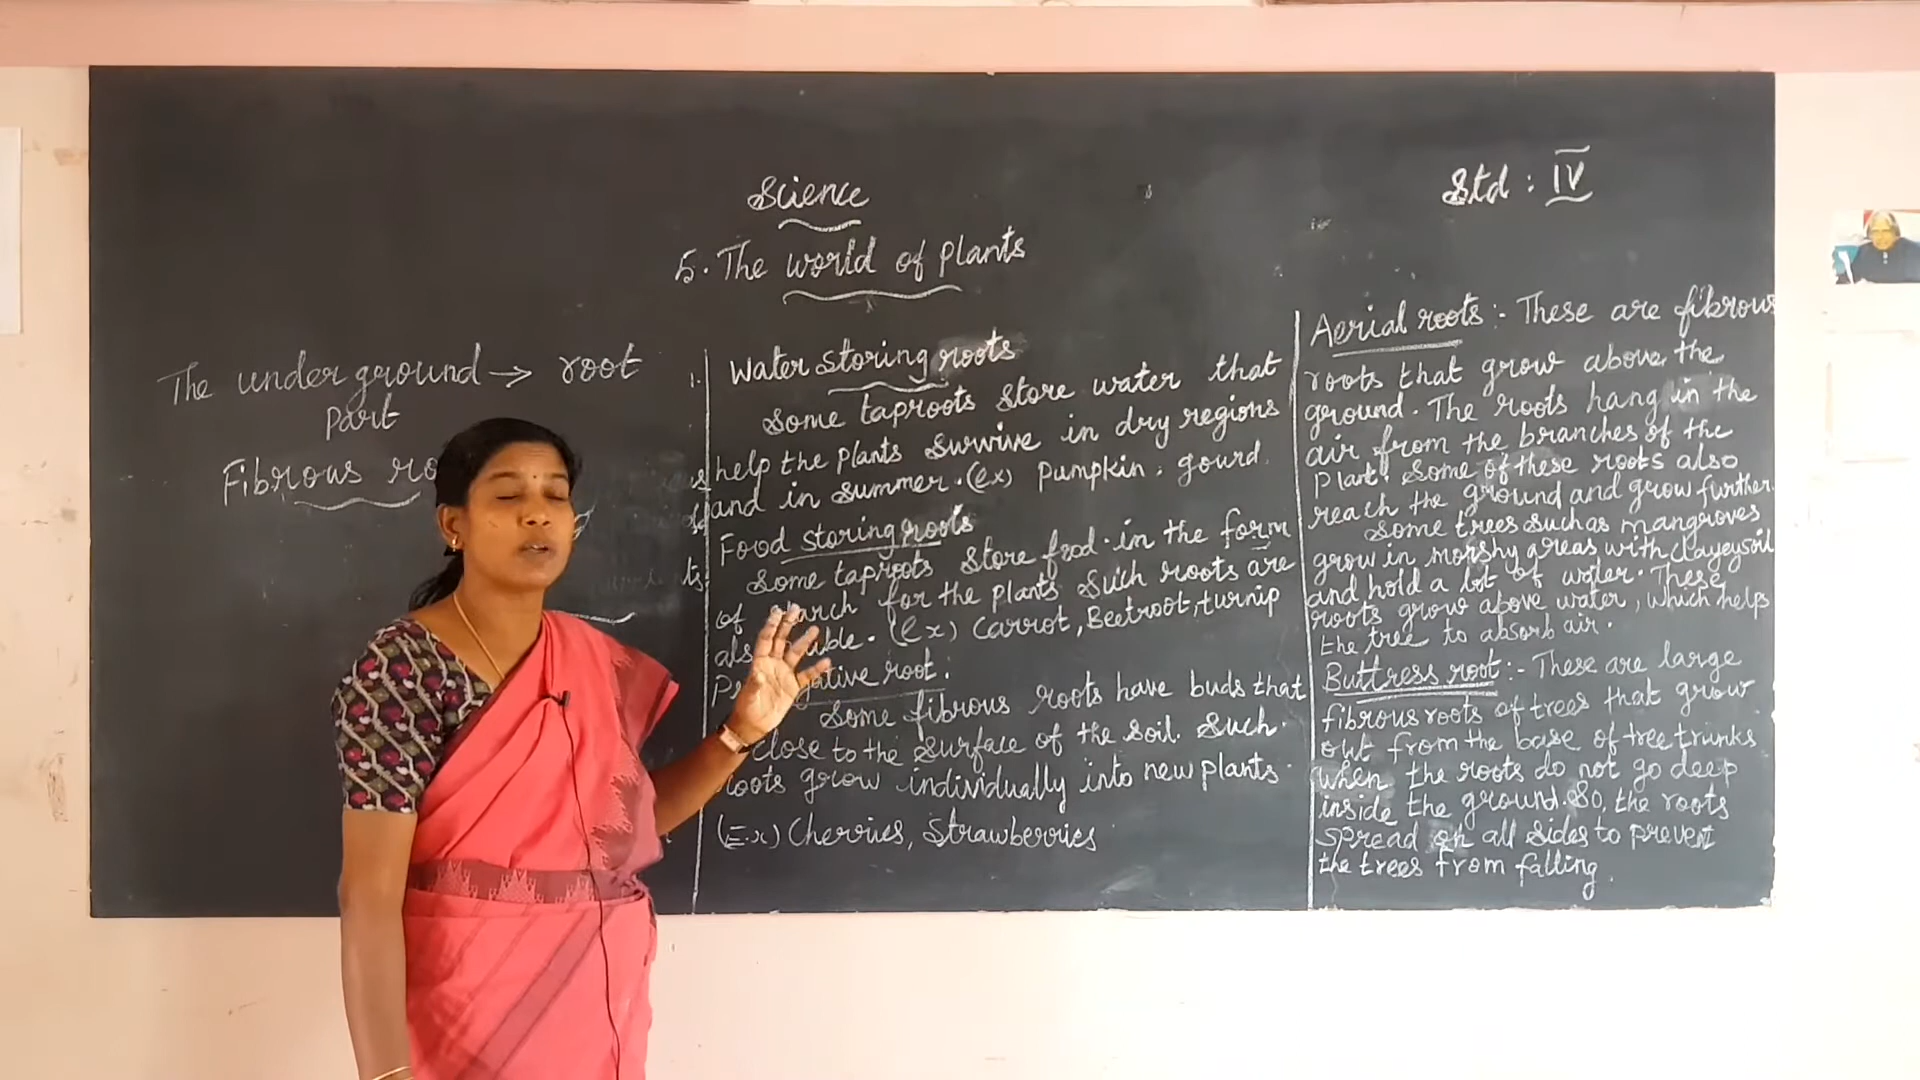 Science
Std : IV
5. The world of plants
The underground → root
Part
Fibrous
Water storing roots
Some taproots store water that
help the plants survive in dry regions
and in summer. (ex) Pumpkin, gourd.
Food storing roots
Some taproots store food in the form
of for the plants such roots are
(ex) Carrot, Beetroot, turnip
root:
Some fibrous roots have buds that
close to the surface of the soil. Such
roots grow individually into new plants.
(Ex) Cherries, Strawberries
Aerial roots :- These are fibrous
roots that grow above the
ground. The roots hang in the
air from the branches of the
Plant. Some of these roots also
reach the ground and grow further.
Some trees such as mangroves
grow in morshy areas with clayey soil
and hold a lot of water. These
roots grow above water, which helps
the tree to absorb air.
Buttress root :- These are large
fibrous roots of trees that grow
out from the base of tree trunks
when the roots do not go deep
inside the ground. So, the roots
spread on all sides to prevent
the trees from falling.